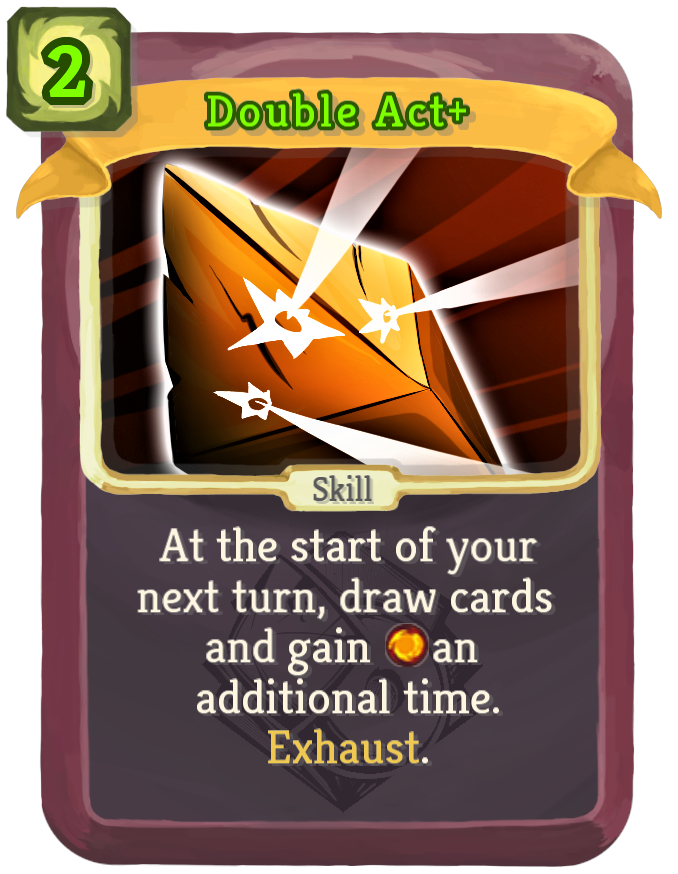 2
Double Act+
Skill
At the start of your
next turn, draw cards
and gain an
additional time.
Exhaust.